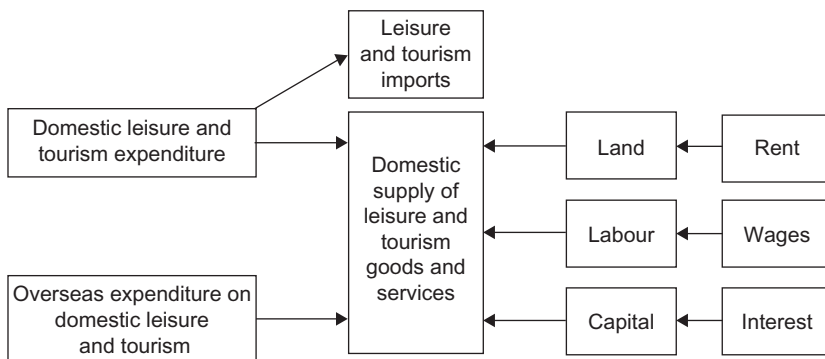 Leisure
and tourism
imports
Domestic leisure and
tourism expenditure
Domestic
supply of
leisure and
tourism
goods and
services
Land
Rent
Labour
Wages
Overseas expenditure on
domestic leisure
and tourism
Capital
Interest